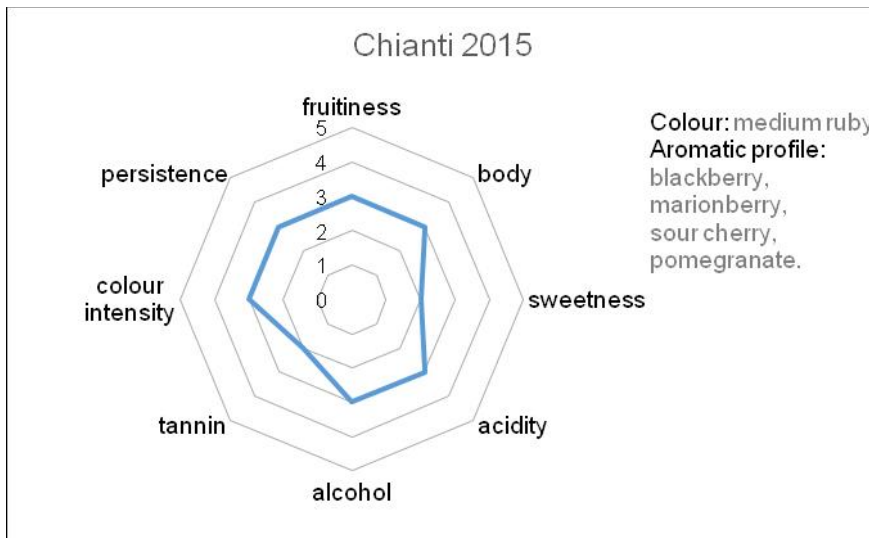 Chianti 2015
fruitiness
5
4
3
2
1
0
body
sweetness
acidity
alcohol
tannin
colour
intensity
persistence
Colour: medium ruby
Aromatic profile:
blackberry,
marionberry,
sour cherry,
pomegranate.